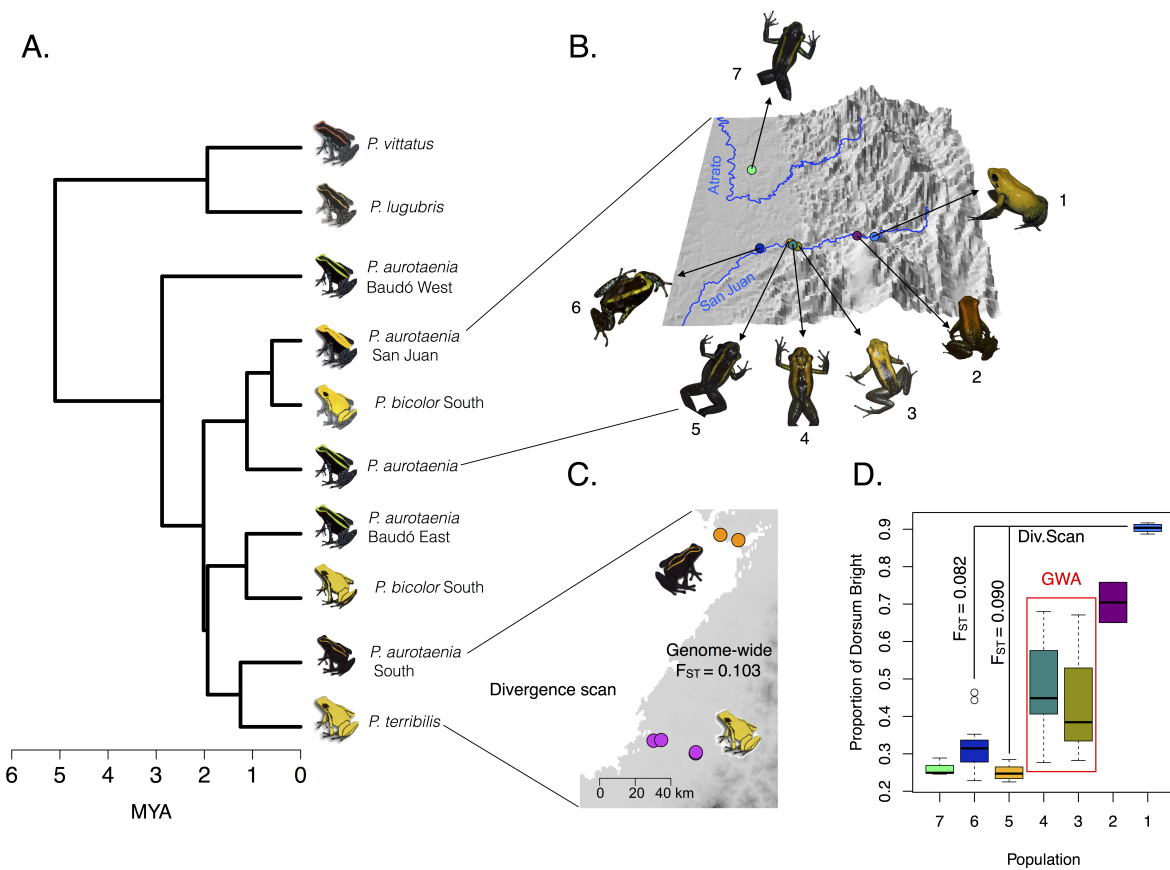 A.
P. vittatus
P. lugubris
P. aurotaenia
Baudó West
P. aurotaenia
San Juan
P. bicolor South
P. aurotaenia
P. aurotaenia
Baudó East
P. bicolor South
P. aurotaenia
South
P. terribilis
6 5 4 3 2 1 0
MYA
B.
7
Atrato
1
San Juan
6
2
3
5
4
C.
Genome-wide
FST = 0.103
Divergence scan
0 20 40 km
D.
Proportion of Dorsum Bright
0.9
0.8
0.7
0.6
0.5
0.4
0.3
0.2
Div.Scan
FST = 0.082
FST = 0.090
GWA
7 6 5 4 3 2 1
Population